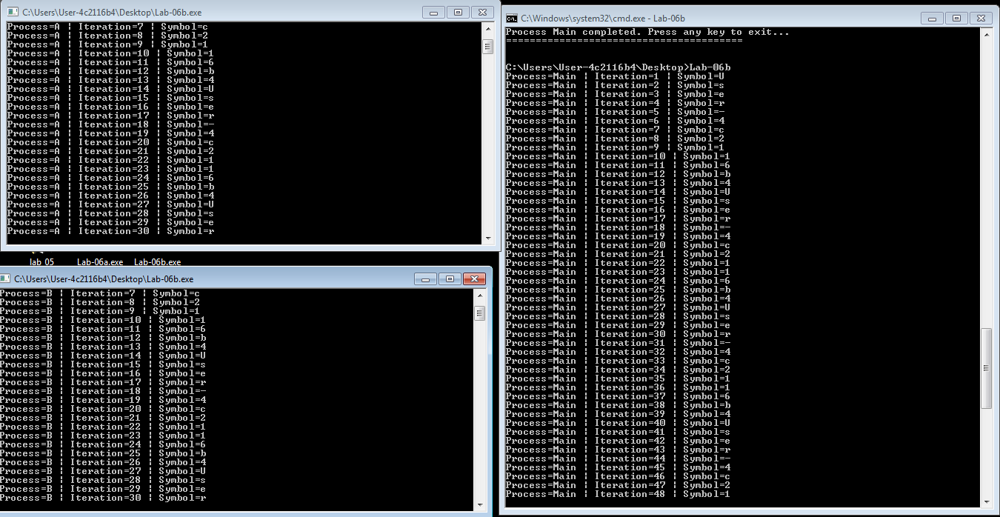 C:\Users\User-4c2116b4\Desktop\Lab-06b.exe
Process=A | Iteration=7 | Symbol=c
Process=A | Iteration=8 | Symbol=2
Process=A | Iteration=9 | Symbol=1
Process=A | Iteration=10 | Symbol=1
Process=A | Iteration=11 | Symbol=6
Process=A | Iteration=12 | Symbol=b
Process=A | Iteration=13 | Symbol=4
Process=A | Iteration=14 | Symbol=U
Process=A | Iteration=15 | Symbol=s
Process=A | Iteration=16 | Symbol=e
Process=A | Iteration=17 | Symbol=r
Process=A | Iteration=18 | Symbol=-
Process=A | Iteration=19 | Symbol=4
Process=A | Iteration=20 | Symbol=c
Process=A | Iteration=21 | Symbol=2
Process=A | Iteration=22 | Symbol=1
Process=A | Iteration=23 | Symbol=1
Process=A | Iteration=24 | Symbol=6
Process=A | Iteration=25 | Symbol=b
Process=A | Iteration=26 | Symbol=4
Process=A | Iteration=27 | Symbol=U
Process=A | Iteration=28 | Symbol=s
Process=A | Iteration=29 | Symbol=e
Process=A | Iteration=30 | Symbol=r
lab 05 Lab-06a.exe Lab-06b.exe
C:\Users\User-4c2116b4\Desktop\Lab-06b.exe
Process=B | Iteration=7 | Symbol=c
Process=B | Iteration=8 | Symbol=2
Process=B | Iteration=9 | Symbol=1
Process=B | Iteration=10 | Symbol=1
Process=B | Iteration=11 | Symbol=6
Process=B | Iteration=12 | Symbol=b
Process=B | Iteration=13 | Symbol=4
Process=B | Iteration=14 | Symbol=U
Process=B | Iteration=15 | Symbol=s
Process=B | Iteration=16 | Symbol=e
Process=B | Iteration=17 | Symbol=r
Process=B | Iteration=18 | Symbol=-
Process=B | Iteration=19 | Symbol=4
Process=B | Iteration=20 | Symbol=c
Process=B | Iteration=21 | Symbol=2
Process=B | Iteration=22 | Symbol=1
Process=B | Iteration=23 | Symbol=1
Process=B | Iteration=24 | Symbol=6
Process=B | Iteration=25 | Symbol=b
Process=B | Iteration=26 | Symbol=4
Process=B | Iteration=27 | Symbol=U
Process=B | Iteration=28 | Symbol=s
Process=B | Iteration=29 | Symbol=e
Process=B | Iteration=30 | Symbol=r
C:\Windows\system32\cmd.exe - Lab-06b
Process Main completed. Press any key to exit...
========================================
C:\Users\User-4c2116b4\Desktop>Lab-06b
Process=Main | Iteration=1 | Symbol=U
Process=Main | Iteration=2 | Symbol=s
Process=Main | Iteration=3 | Symbol=e
Process=Main | Iteration=4 | Symbol=r
Process=Main | Iteration=5 | Symbol=-
Process=Main | Iteration=6 | Symbol=4
Process=Main | Iteration=7 | Symbol=c
Process=Main | Iteration=8 | Symbol=2
Process=Main | Iteration=9 | Symbol=1
Process=Main | Iteration=10 | Symbol=1
Process=Main | Iteration=11 | Symbol=6
Process=Main | Iteration=12 | Symbol=b
Process=Main | Iteration=13 | Symbol=4
Process=Main | Iteration=14 | Symbol=U
Process=Main | Iteration=15 | Symbol=s
Process=Main | Iteration=16 | Symbol=e
Process=Main | Iteration=17 | Symbol=r
Process=Main | Iteration=18 | Symbol=-
Process=Main | Iteration=19 | Symbol=4
Process=Main | Iteration=20 | Symbol=c
Process=Main | Iteration=21 | Symbol=2
Process=Main | Iteration=22 | Symbol=1
Process=Main | Iteration=23 | Symbol=1
Process=Main | Iteration=24 | Symbol=6
Process=Main | Iteration=25 | Symbol=b
Process=Main | Iteration=26 | Symbol=4
Process=Main | Iteration=27 | Symbol=U
Process=Main | Iteration=28 | Symbol=s
Process=Main | Iteration=29 | Symbol=e
Process=Main | Iteration=30 | Symbol=r
Process=Main | Iteration=31 | Symbol=-
Process=Main | Iteration=32 | Symbol=4
Process=Main | Iteration=33 | Symbol=c
Process=Main | Iteration=34 | Symbol=2
Process=Main | Iteration=35 | Symbol=1
Process=Main | Iteration=36 | Symbol=1
Process=Main | Iteration=37 | Symbol=6
Process=Main | Iteration=38 | Symbol=b
Process=Main | Iteration=39 | Symbol=4
Process=Main | Iteration=40 | Symbol=U
Process=Main | Iteration=41 | Symbol=s
Process=Main | Iteration=42 | Symbol=e
Process=Main | Iteration=43 | Symbol=r
Process=Main | Iteration=44 | Symbol=-
Process=Main | Iteration=45 | Symbol=4
Process=Main | Iteration=46 | Symbol=c
Process=Main | Iteration=47 | Symbol=2
Process=Main | Iteration=48 | Symbol=1